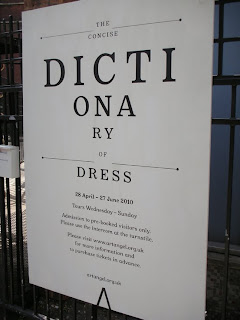 THE
CONCISE
DICTI
ONA
RY
OF
DRESS
28 April - 27 June 2010
Tours Wednesday - Sunday
Admission to pre-booked visitors only.
Please use the intercom at the turnstile.
Please visit www.artangel.org.uk
for more information and
to purchase tickets in advance.
artangel.org.uk